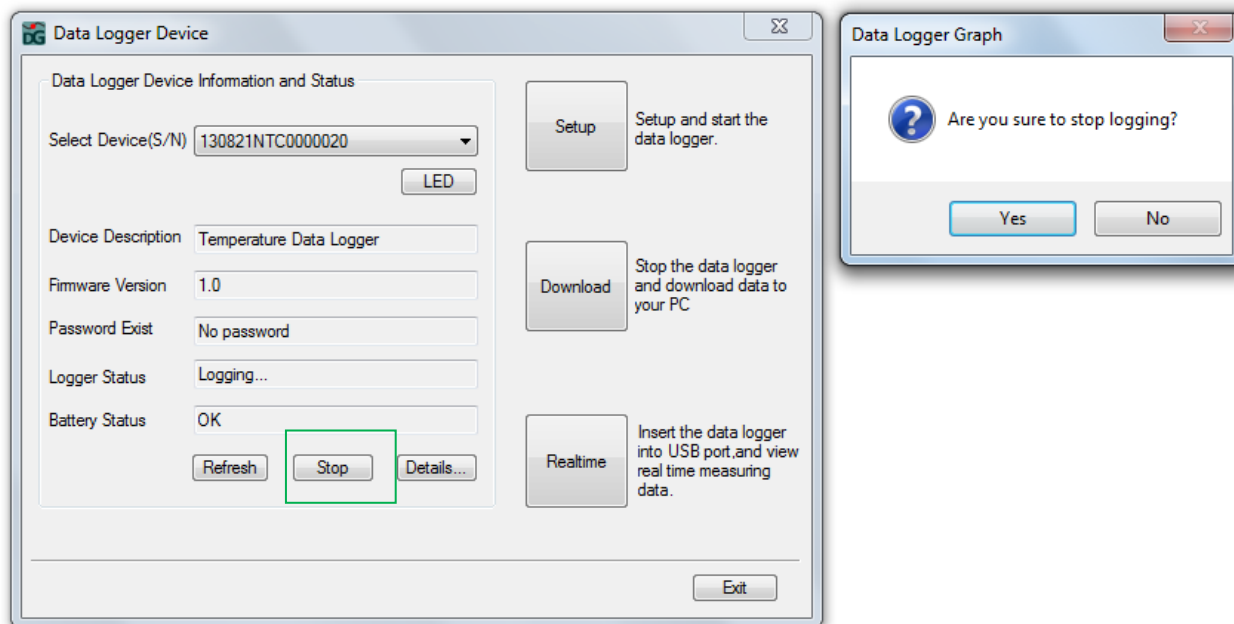 DG Data Logger Device
Data Logger Device Information and Status
Select Device(S/N) 130821NTC0000020
LED
Device Description Temperature Data Logger
Firmware Version 1.0
Password Exist No password
Logger Status Logging...
Battery Status OK
Refresh Stop Details...
Setup
Setup and start the
data logger.
Download
Stop the data logger
and download data to
your PC
Realtime
Insert the data logger
into USB port,and view
real time measuring
data.
Exit
Data Logger Graph
Are you sure to stop logging?
Yes No